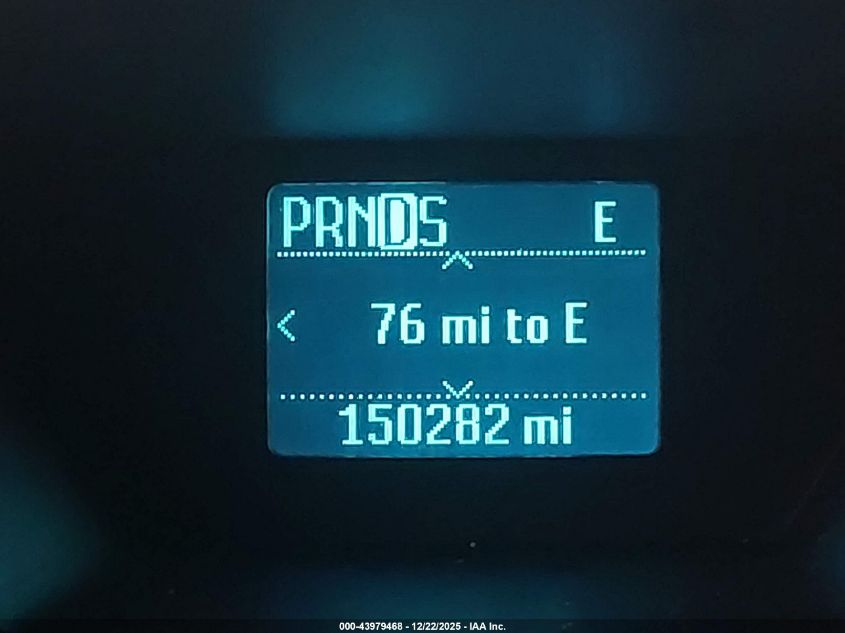 PRNDS E
76 mi to E
150282 mi
000-43979468 - 12/22/2025 - IAA Inc.